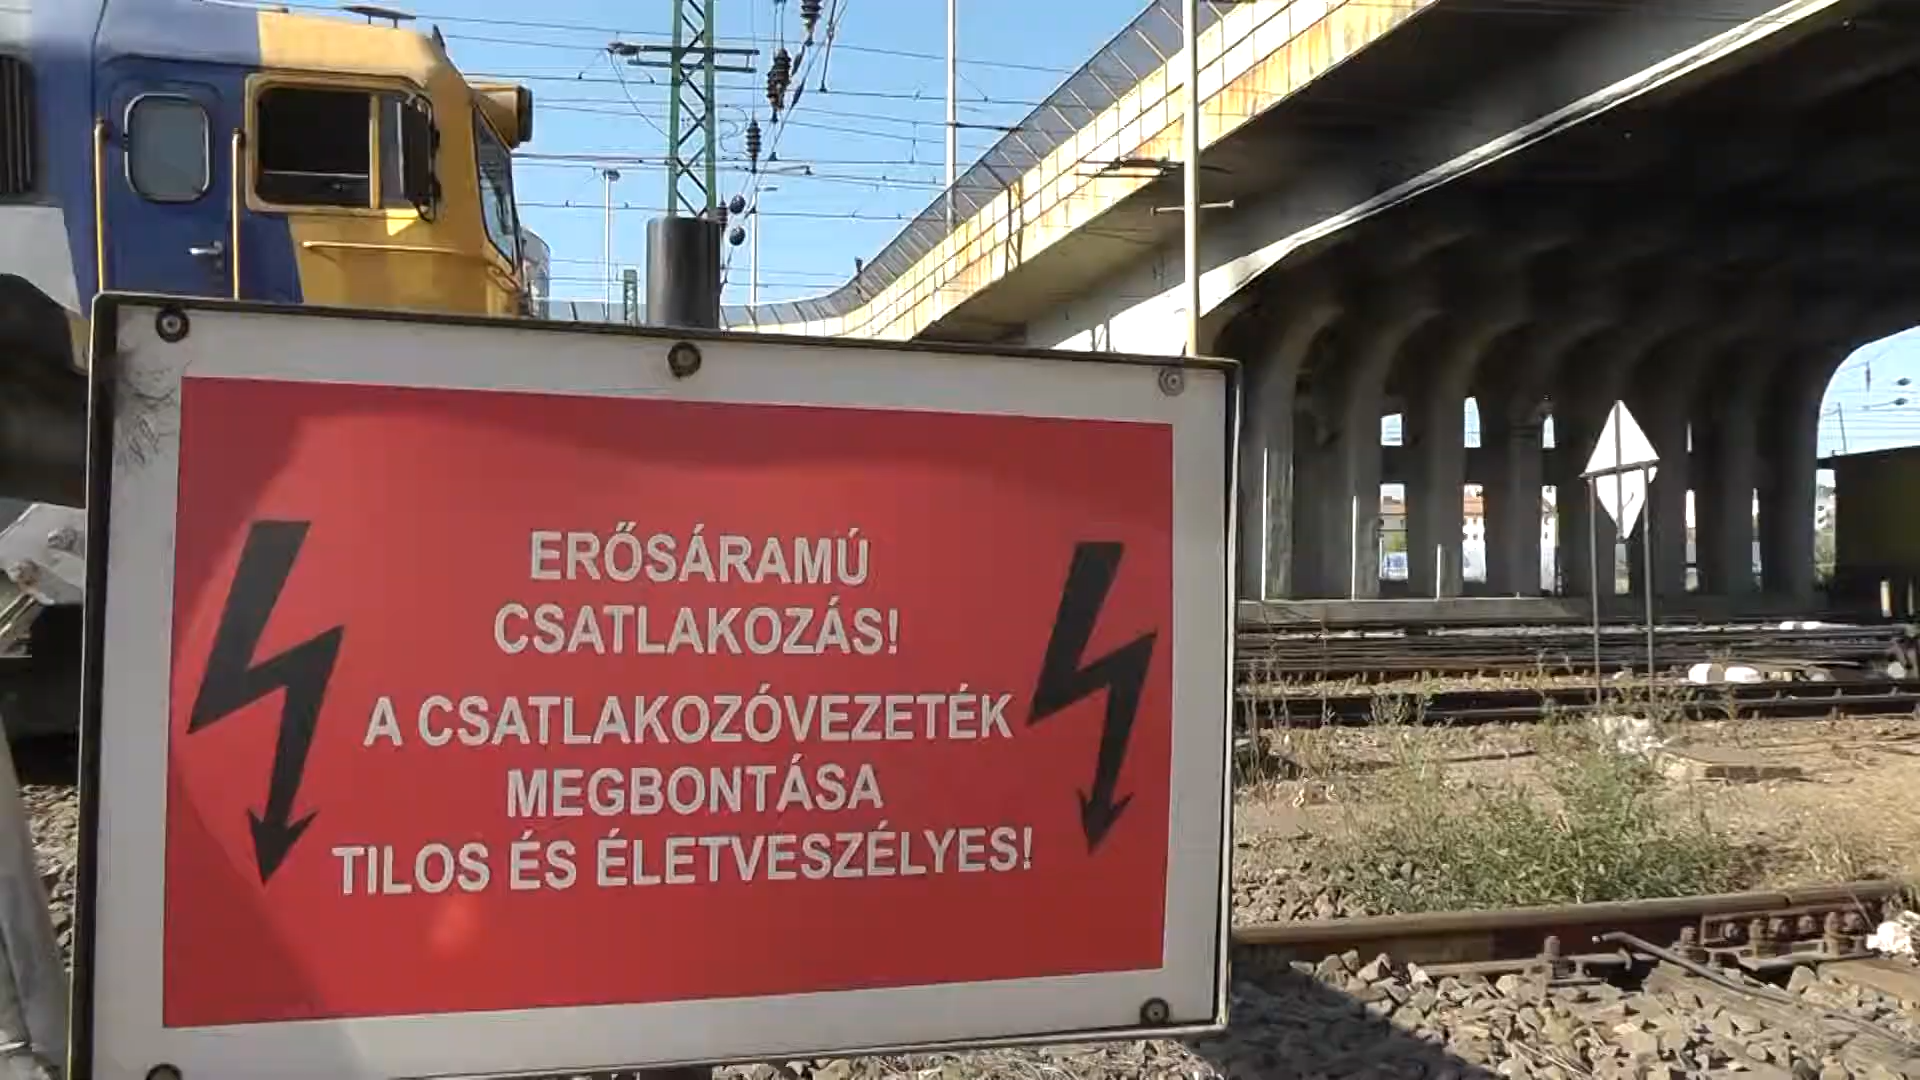 ERŐSÁRAMÚ
CSATLAKOZÁS!
A CSATLAKOZÓVEZETÉK
MEGBONTÁSA
TILOS ÉS ÉLETVESZÉLYES!